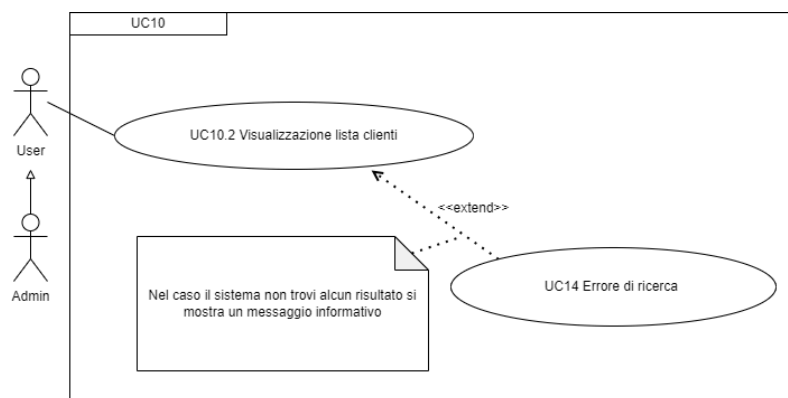 UC10
UC10.2 Visualizzazione lista clienti
User
<<extend>>
Nel caso il sistema non trovi alcun risultato si
mostra un messaggio informativo
UC14 Errore di ricerca
Admin